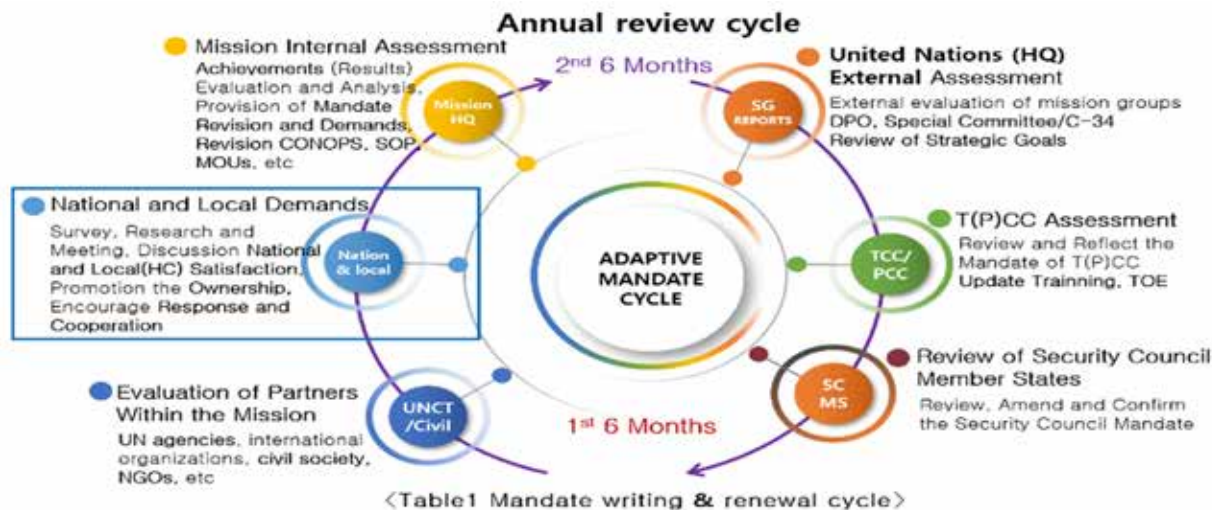 Annual review cycle
Mission Internal Assessment
Achievements (Results)
Evaluation and Analysis,
Provision of Mandate
Revision and Demands,
Revision CONOPS, SOP,
MOUs, etc
Mission
HQ
2nd 6 Months
SG
REPORTS
United Nations (HQ)
External Assessment
External evaluation of mission groups
DPO, Special Committee/C-34
Review of Strategic Goals
National and Local Demands
Survey, Research and
Meeting, Discussion National
and Local(HC) Satisfaction,
Promotion the Ownership,
Encourage Response and
Cooperation
Nation
& local
ADAPTIVE
MANDATE
CYCLE
TCC/
PCC
T(P)CC Assessment
Review and Reflect the
Mandate of T(P)CC
Update Trainning, TOE
Evaluation of Partners
Within the Mission
UN agencies, international
organizations, civil society,
NGOs, etc
UNCT
/Civil
1st 6 Months
SC
MS
Review of Security Council
Member States
Review, Amend and Confirm
the Security Council Mandate
<Table1 Mandate writing & renewal cycle>